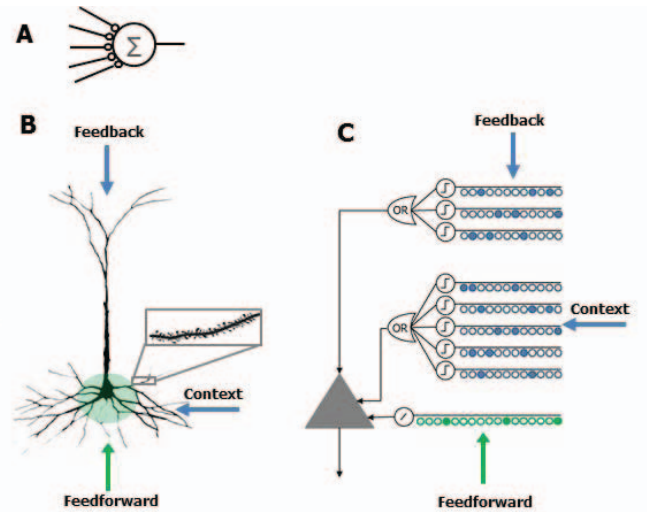 A
Σ
B
Feedback
Context
Feedforward
C
Feedback
OR
OR
Context
Feedforward